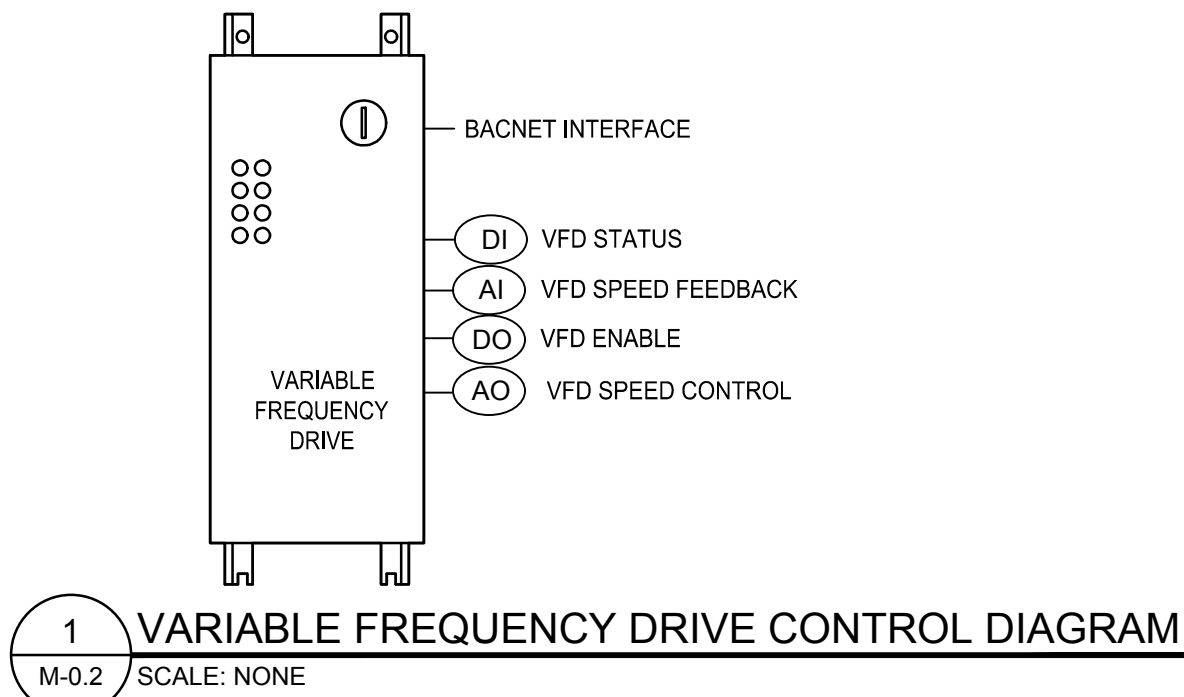 BACNET INTERFACE
DI VFD STATUS
AI VFD SPEED FEEDBACK
DO VFD ENABLE
AO VFD SPEED CONTROL
VARIABLE
FREQUENCY
DRIVE
1 VARIABLE FREQUENCY DRIVE CONTROL DIAGRAM
M-0.2 SCALE: NONE